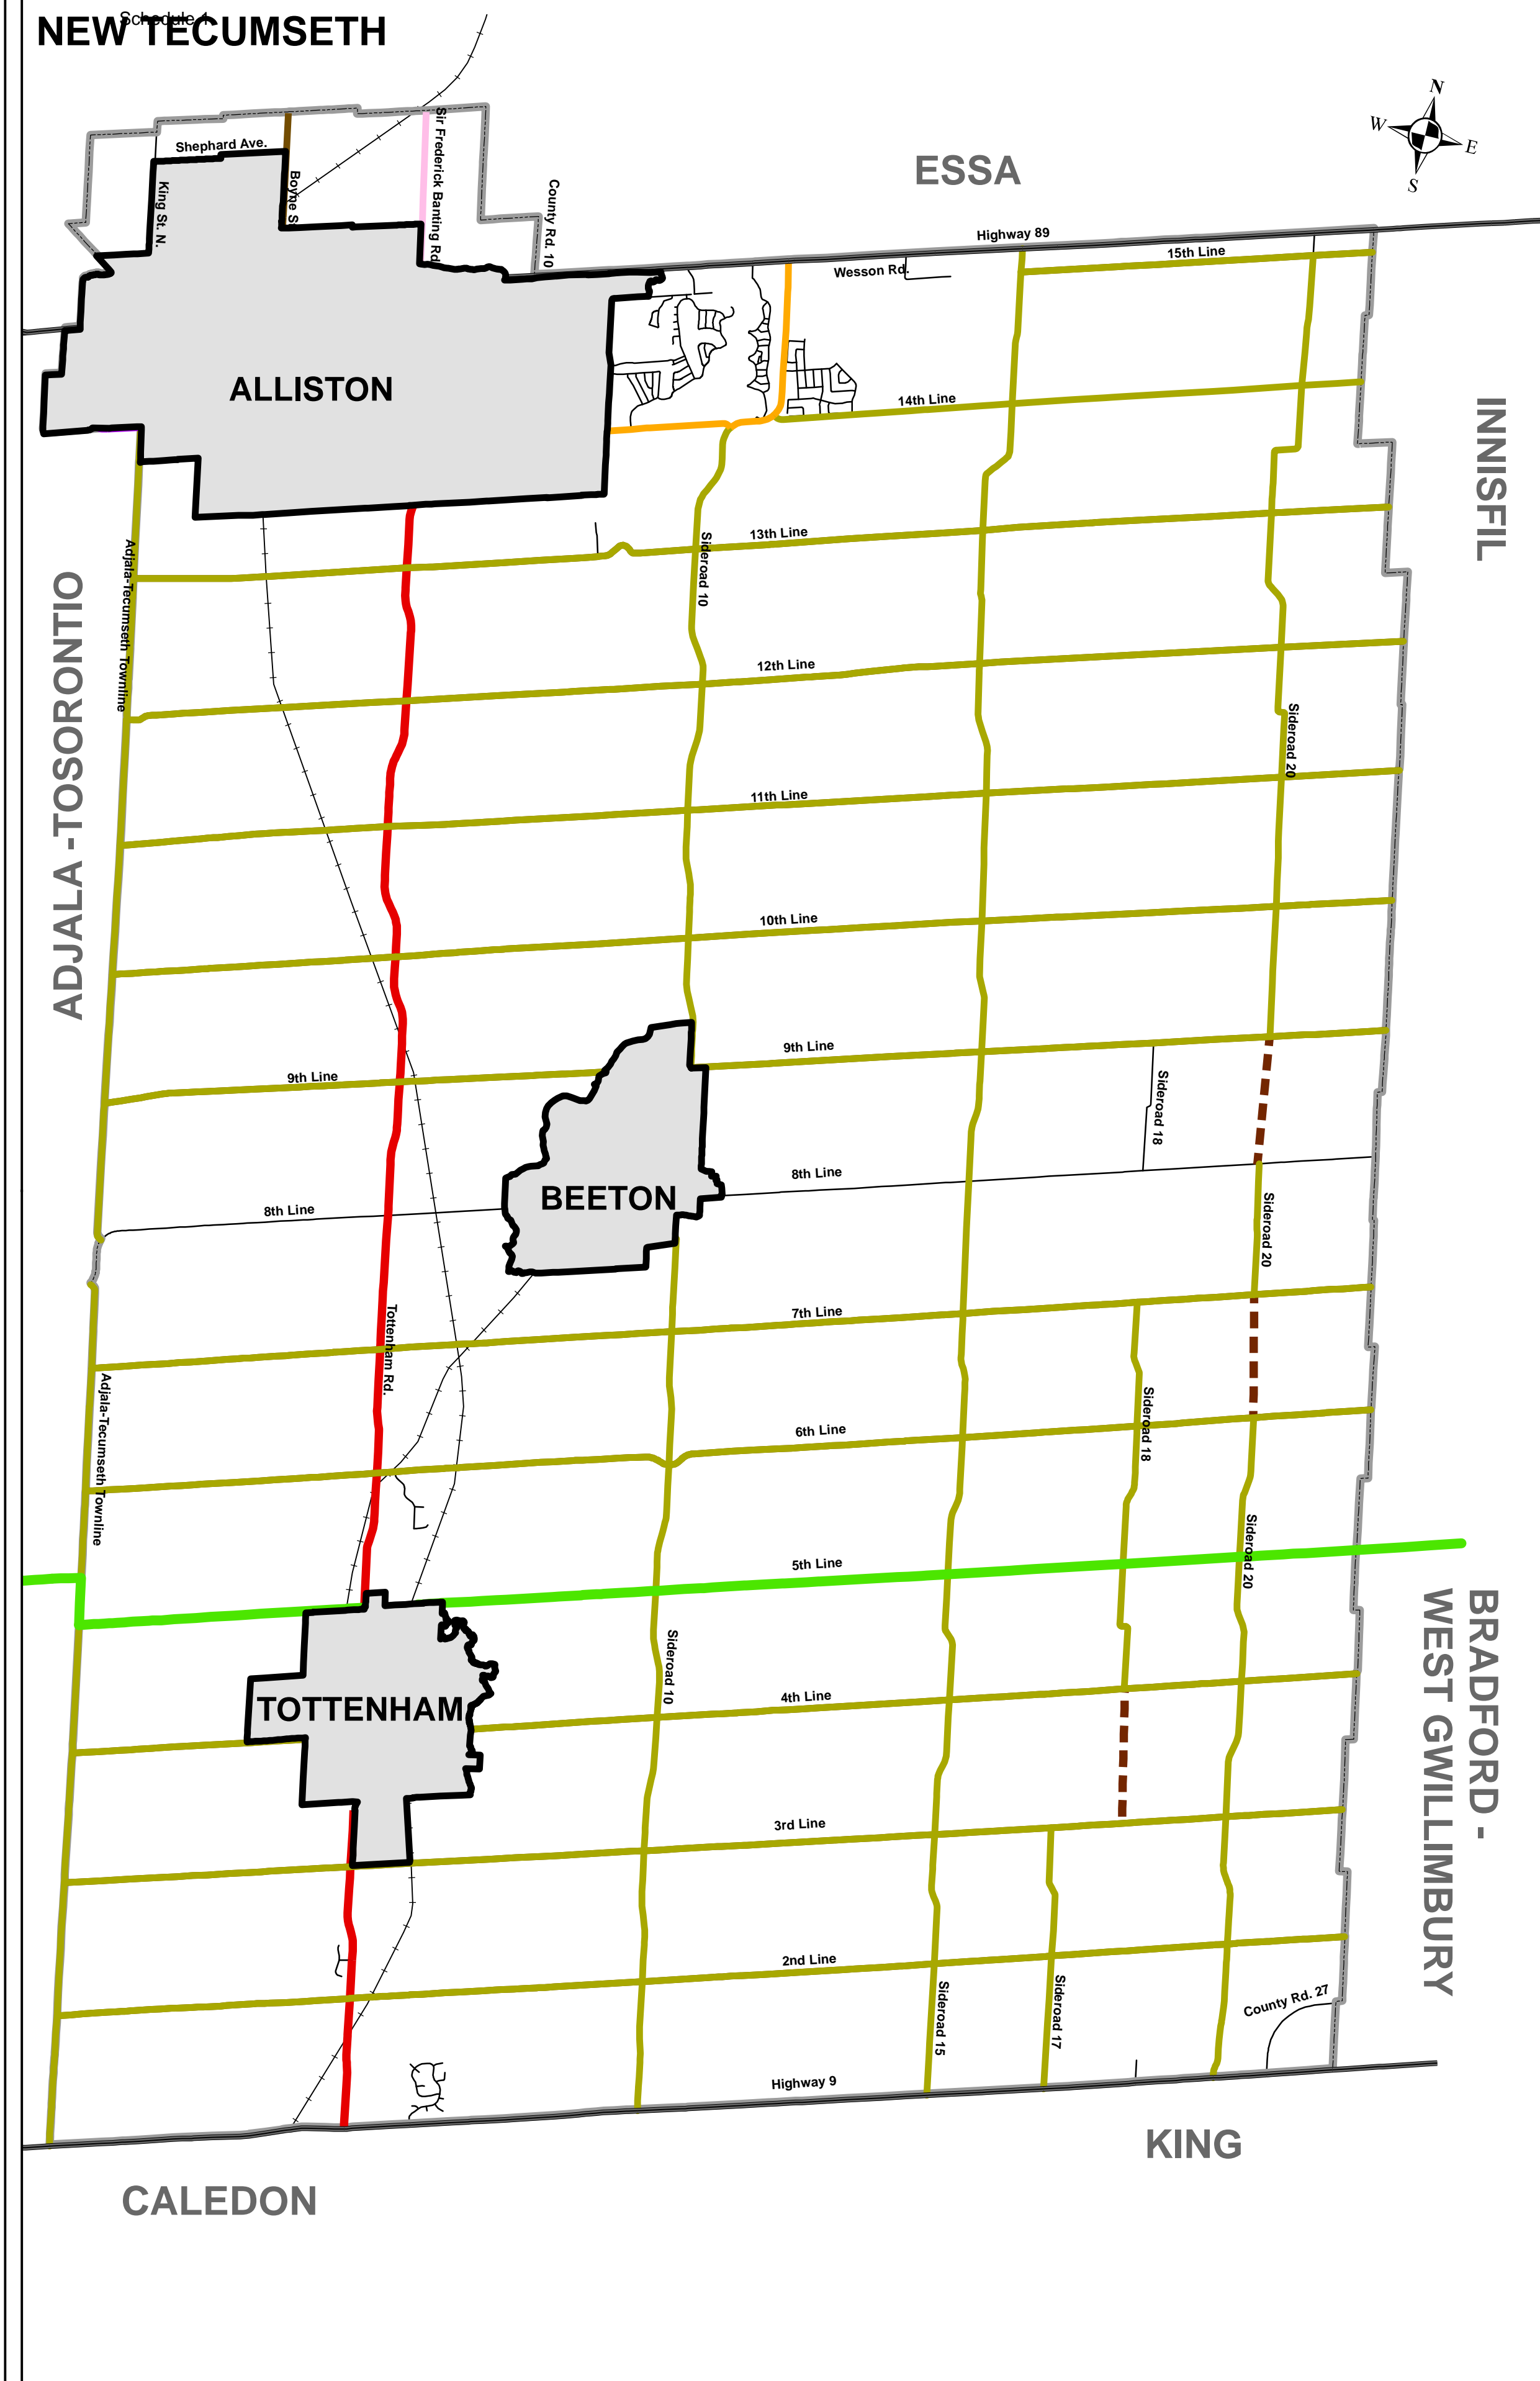 Schedule 4
NEW TECUMSETH
N
W
E
S
ESSA
Shephard Ave.
King St. N.
Boyne S
Sir Frederick Banting Rd
County Rd. 10
Highway 89
Wesson Rd.
15th Line
ALLISTON
14th Line
INNISFIL
13th Line
Sideroad 10
Adjala-Tecumseth Townline
ADJALA - TOSORONTIO
12th Line
Sideroad 20
11th Line
10th Line
9th Line
9th Line
Sideroad 18
8th Line
BEETON
8th Line
Sideroad 20
Tottenham Rd.
7th Line
Adjala-Tecumseth Townline
Sideroad 18
6th Line
Sideroad 20
5th Line
BRADFORD -
WEST GWILLIMBURY
Sideroad 10
TOTTENHAM
4th Line
3rd Line
2nd Line
Sideroad 15
Sideroad 17
County Rd. 27
Highway 9
KING
CALEDON